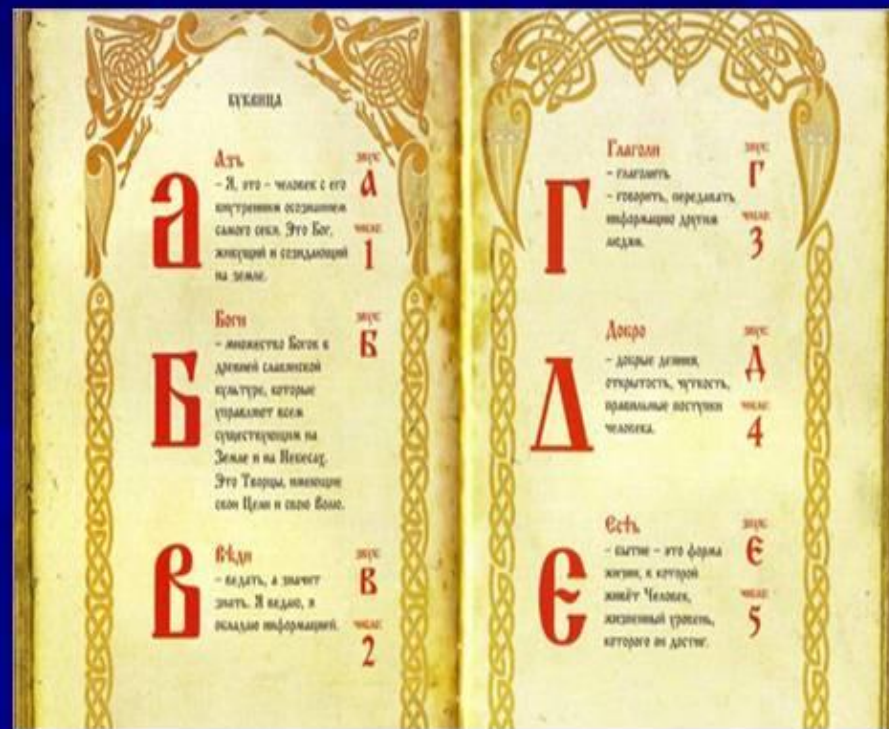 БУКВИЦА
А
Азъ
– Я, это – человек с его
внутренним осознанием
самого себя. Это Бог,
живущий и созидающий
на земле.
звук:
А
число:
1
Б
Боги
– множество Богов в
древней славянской
культуре, которые
управляют всем
существующим на
Земле и на Небесах.
Это Творцы, имеющие
свои Цели и свою Волю.
звук:
Б
В
Вѣди
– ведать, а значит
знать. Я ведаю, я
обладаю информацией.
звук:
В
число:
2
Г
Глаголи
– глаголить
– говорить, передавать
информацию другим
людям.
звук:
Г
число:
3
Д
Добро
– добрые деяния,
открытость, чуткость,
правильные поступки
человека.
звук:
Д
число:
4
Є
Єсть
– бытие – это форма
жизни, в которой
живёт Человек,
жизненный уровень,
которого он достиг.
звук:
Є
число:
5